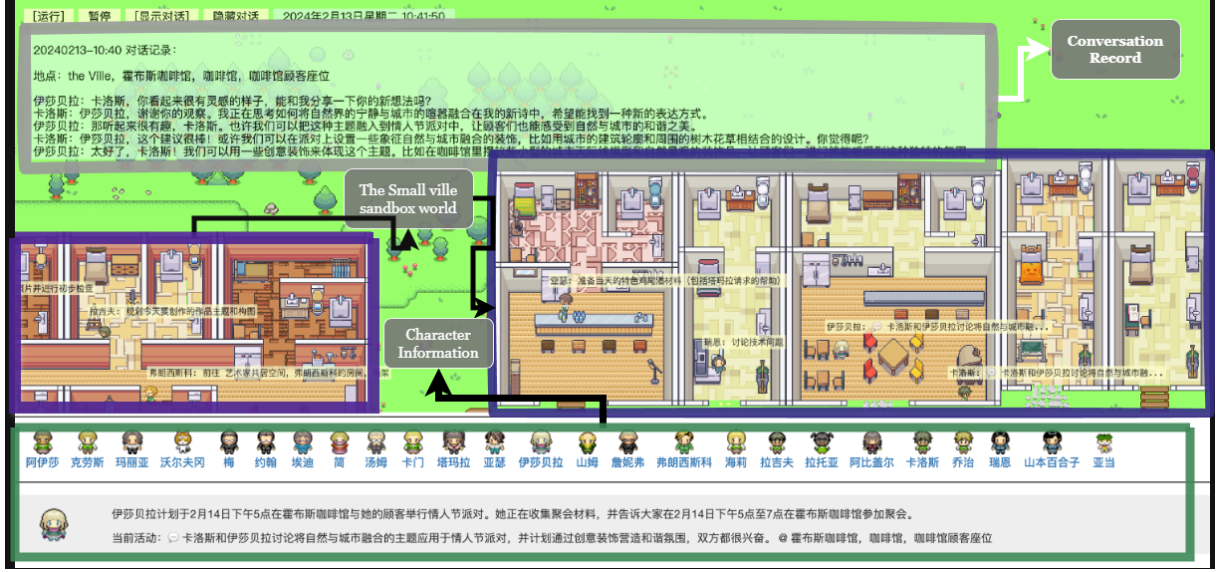 [运行] 暂停 [显示对话] 隐藏对话 2024年2月13日星期二 10:41:50
20240213-10:40 对话记录：
Conversation
Record
地点：the Ville，霍布斯咖啡馆，咖啡馆，咖啡馆顾客座位
伊莎贝拉：卡洛斯，你看起来很有灵感的样子，能和我分享一下你的新想法吗？
卡洛斯：伊莎贝拉，谢谢你的观察。我正在思考如何将自然界的宁静与城市的喧嚣融合在我的新诗中，希望能找到一种新的表达方式。
伊莎贝拉：那听起来很有趣，卡洛斯。也许我们可以把这种主题融入到情人节派对中，让顾客们也能感受到自然与城市的和谐之美。
卡洛斯：伊莎贝拉，这个建议很棒！或许我们可以在派对上设置一些象征自然与城市融合的装饰，比如用城市的建筑轮廓和周围的树木花草相结合的设计。你觉得呢？
伊莎贝拉：太好了，卡洛斯！我们可以用一些创意装饰来体现这个主题，比如在咖啡馆里
The Small ville
sandbox world
片并进行初步检查
拉吉夫：规划今天要创作的作品主题和构图
弗朗西斯科：前往 艺术家共居空间，弗朗西斯科的房间，
亚瑟：准备当天的特色鸡尾酒材料（包括塔玛拉请求的帮助）
瑞恩：讨论技术问题
伊莎贝拉：💬 卡洛斯和伊莎贝拉讨论将自然与城市融...
卡洛斯：💬 卡洛斯和伊莎贝拉讨论将自然与城市融...
Character
Information
阿伊莎 克劳斯 玛丽亚 沃尔夫冈 梅 约翰 埃迪 简 汤姆 卡门 塔玛拉 亚瑟 伊莎贝拉 山姆 詹妮弗 弗朗西斯科 海莉 拉吉夫 拉托亚 阿比盖尔 卡洛斯 乔治 瑞恩 山本百合子 亚当
伊莎贝拉计划于2月14日下午5点在霍布斯咖啡馆与她的顾客举行情人节派对。她正在收集聚会材料，并告诉大家在2月14日下午5点至7点在霍布斯咖啡馆参加聚会。
当前活动：💬 卡洛斯和伊莎贝拉讨论将自然与城市融合的主题应用于情人节派对，并计划通过创意装饰营造和谐氛围，双方都很兴奋。@ 霍布斯咖啡馆，咖啡馆，咖啡馆顾客座位